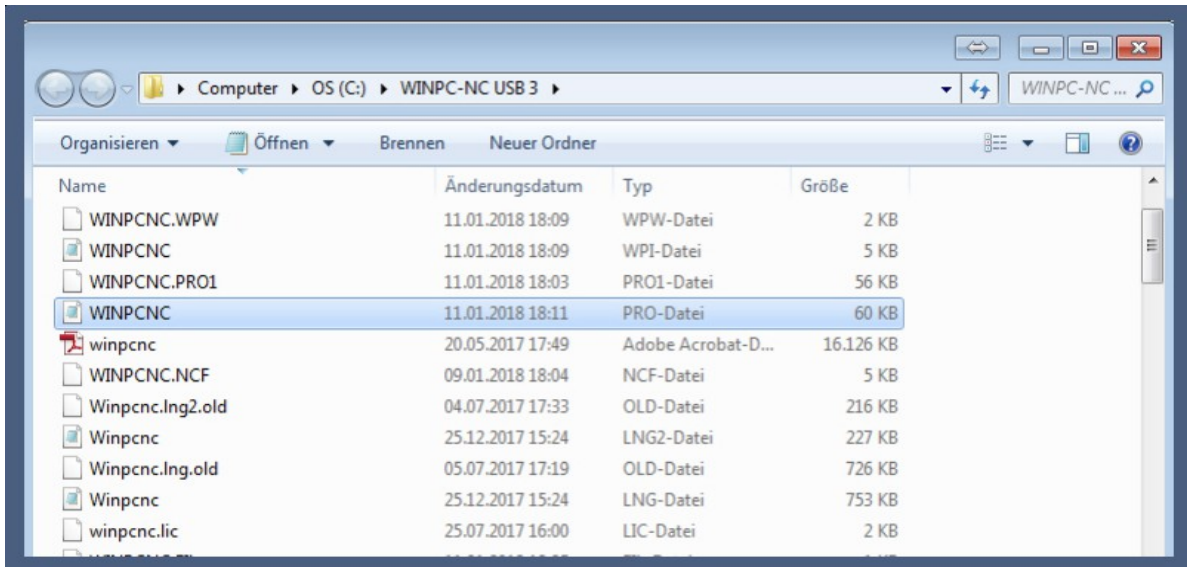 Computer ▸ OS (C:) ▸ WINPC-NC USB 3 ▸ WINPC-NC ...
Organisieren Öffnen Brennen Neuer Ordner
Name Änderungsdatum Typ Größe
WINPCNC.WPW 11.01.2018 18:09 WPW-Datei 2 KB
WINPCNC 11.01.2018 18:09 WPI-Datei 5 KB
WINPCNC.PRO1 11.01.2018 18:03 PRO1-Datei 56 KB
WINPCNC 11.01.2018 18:11 PRO-Datei 60 KB
winpcnc 20.05.2017 17:49 Adobe Acrobat-D... 16.126 KB
WINPCNC.NCF 09.01.2018 18:04 NCF-Datei 5 KB
Winpcnc.lng2.old 04.07.2017 17:33 OLD-Datei 216 KB
Winpcnc 25.12.2017 15:24 LNG2-Datei 227 KB
Winpcnc.lng.old 05.07.2017 17:19 OLD-Datei 726 KB
Winpcnc 25.12.2017 15:24 LNG-Datei 753 KB
winpcnc.lic 25.07.2017 16:00 LIC-Datei 2 KB